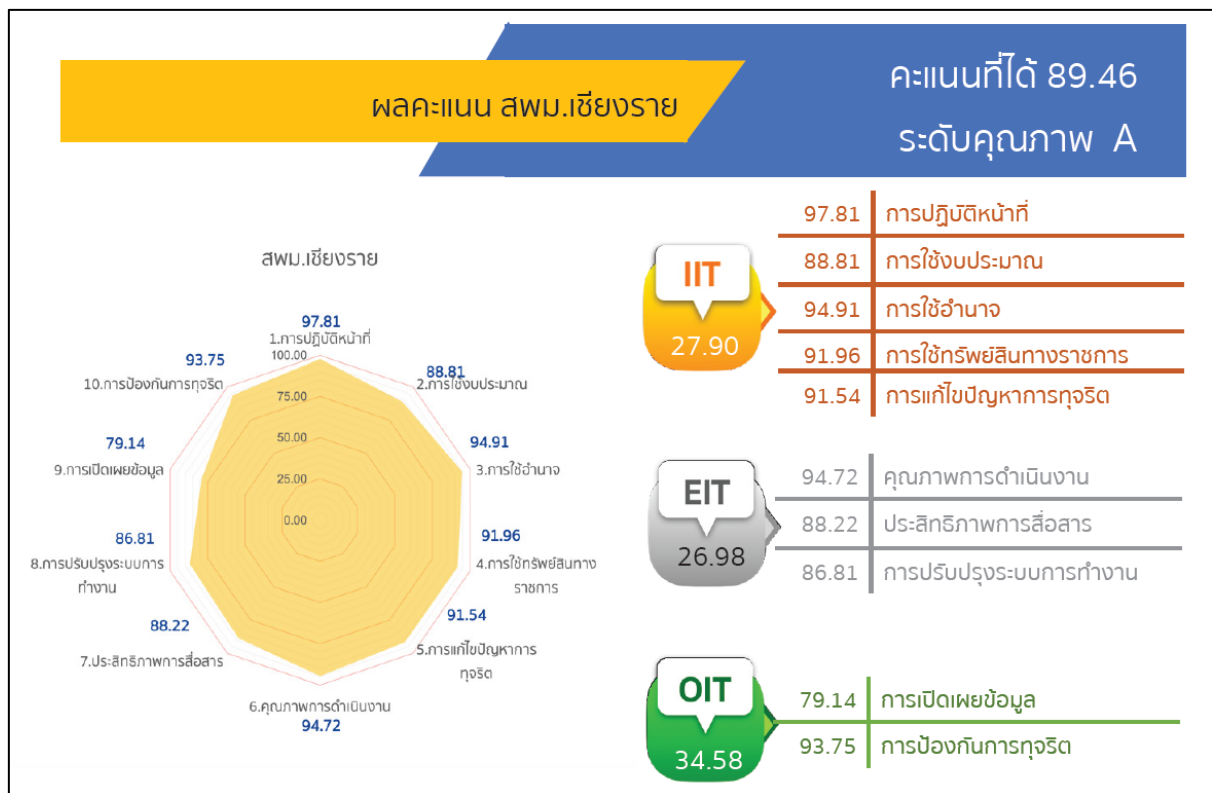 ผลคะแนน สพม.เชียงราย
คะแนนที่ได้ 89.46
ระดับคุณภาพ A
สพม.เชียงราย
97.81
1.การปฏิบัติหน้าที่
100.00
75.00
50.00
25.00
0.00
88.81
2.การใช้งบประมาณ
94.91
3.การใช้อำนาจ
91.96
4.การใช้ทรัพย์สินทาง
ราชการ
91.54
5.การแก้ไขปัญหาการ
ทุจริต
6.คุณภาพการดำเนินงาน
94.72
88.22
7.ประสิทธิภาพการสื่อสาร
86.81
8.การปรับปรุงระบบการ
ทำงาน
79.14
9.การเปิดเผยข้อมูล
93.75
10.การป้องกันการทุจริต
IIT
27.90
97.81 การปฏิบัติหน้าที่
88.81 การใช้งบประมาณ
94.91 การใช้อำนาจ
91.96 การใช้ทรัพย์สินทางราชการ
91.54 การแก้ไขปัญหาการทุจริต
EIT
26.98
94.72 คุณภาพการดำเนินงาน
88.22 ประสิทธิภาพการสื่อสาร
86.81 การปรับปรุงระบบการทำงาน
OIT
34.58
79.14 การเปิดเผยข้อมูล
93.75 การป้องกันการทุจริต